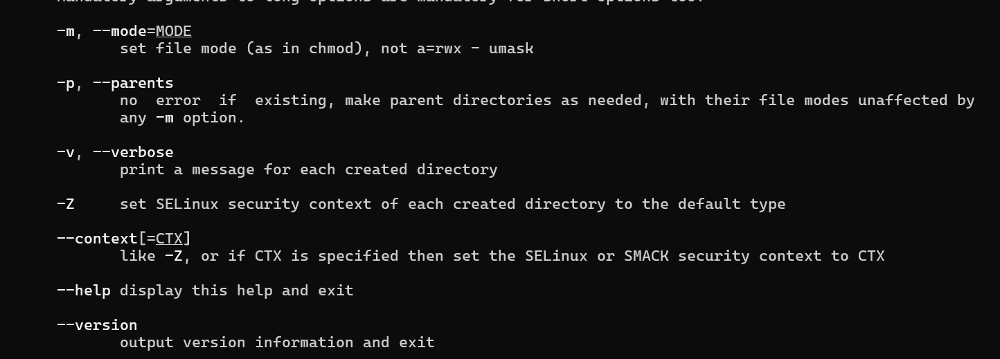 Mandatory arguments to long options are mandatory for short options too.
-m, --mode=MODE
set file mode (as in chmod), not a=rwx - umask
-p, --parents
no error if existing, make parent directories as needed, with their file modes unaffected by
any -m option.
-v, --verbose
print a message for each created directory
-Z set SELinux security context of each created directory to the default type
--context[=CTX]
like -Z, or if CTX is specified then set the SELinux or SMACK security context to CTX
--help display this help and exit
--version
output version information and exit